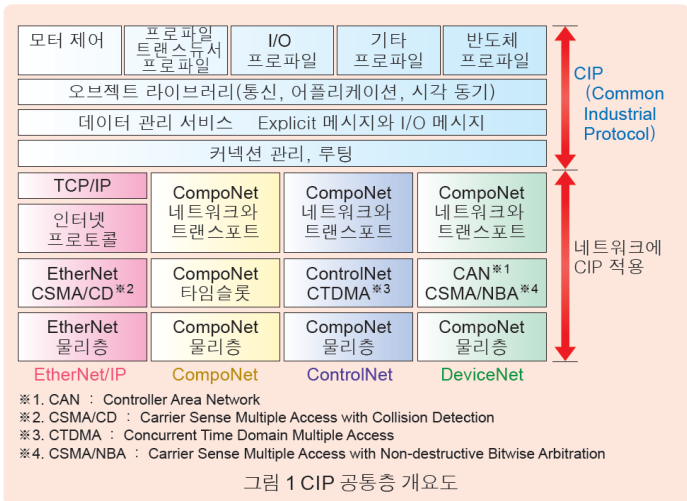 모터 제어
프로파일
트랜스듀서
프로파일
I/O
프로파일
기타
프로파일
반도체
프로파일
오브젝트 라이브러리(통신, 어플리케이션, 시각 동기)
데이터 관리 서비스 Explicit 메시지와 I/O 메시지
커넥션 관리, 루팅
CIP
(Common
Industrial
Protocol)
TCP/IP
인터넷
프로토콜
CompoNet
네트워크와
트랜스포트
CompoNet
네트워크와
트랜스포트
CompoNet
네트워크와
트랜스포트
EtherNet
CSMA/CD※2
CompoNet
타임슬롯
ControlNet
CTDMA※3
CAN※1
CSMA/NBA※4
EtherNet
물리층
CompoNet
물리층
CompoNet
물리층
CompoNet
물리층
네트워크에
CIP 적용
EtherNet/IP
CompoNet
ControlNet
DeviceNet
※1. CAN : Controller Area Network
※2. CSMA/CD : Carrier Sense Multiple Access with Collision Detection
※3. CTDMA : Concurrent Time Domain Multiple Access
※4. CSMA/NBA : Carrier Sense Multiple Access with Non-destructive Bitwise Arbitration
그림 1 CIP 공통층 개요도